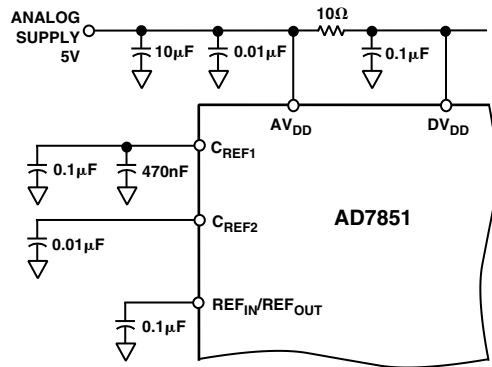 ANALOG
SUPPLY
5V
10µF
0.01µF
10Ω
0.1µF
AVDD
DVDD
CREF1
0.1µF
470nF
CREF2
AD7851
0.01µF
REFIN/REFOUT
0.1µF